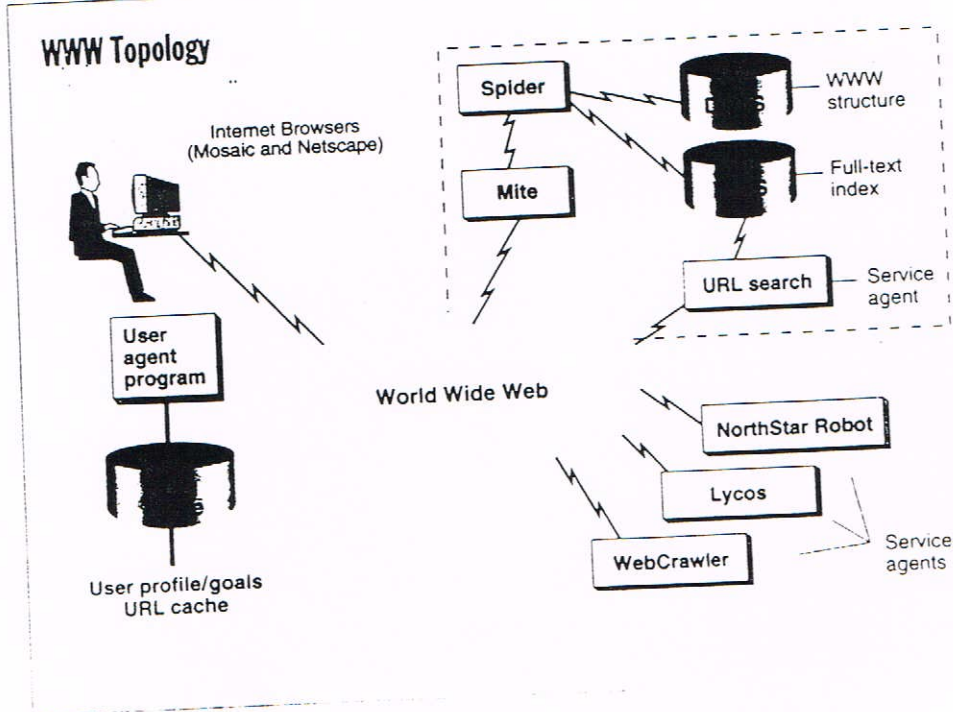 WWW Topology
Internet Browsers
(Mosaic and Netscape)
Spider
WWW
structure
Mite
Full-text
index
URL search
Service
agent
User
agent
program
World Wide Web
NorthStar Robot
Lycos
WebCrawler
Service
agents
User profile/goals
URL cache